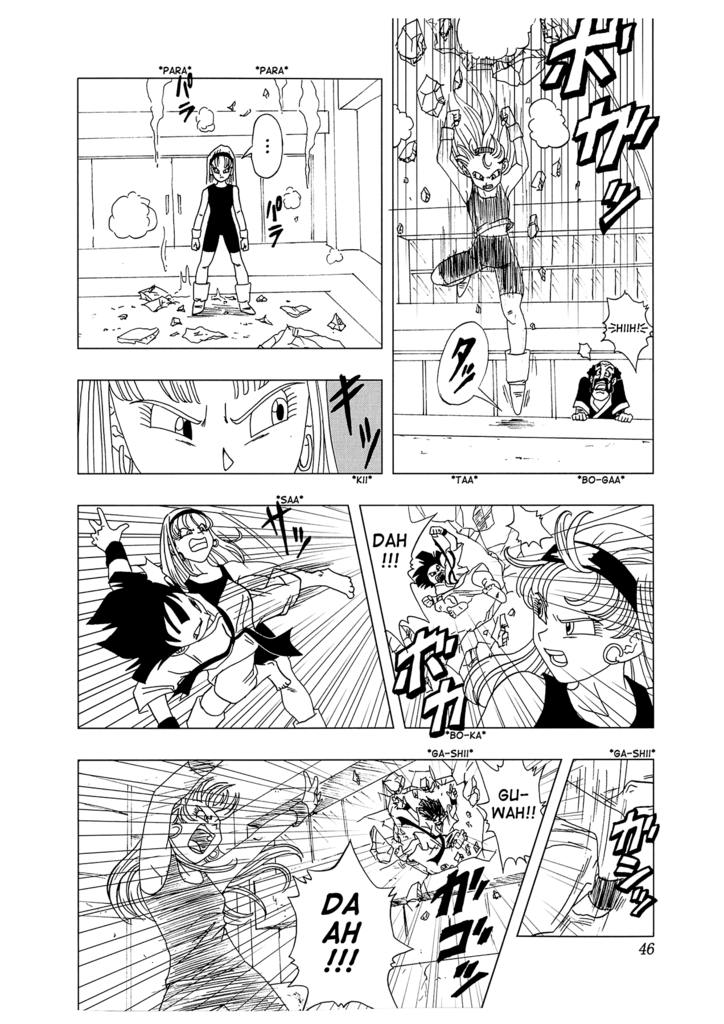 ボガッ
HIIH!
タッ
*TAA*
*BO-GAA*
*PARA*
*PARA*
パラ
...
パラ
キッ
*KII*
DAH
!!!
ボカ
*BO-KA*
*SAA*
サッ
*GA-SHII*
ガシッ
*GA-SHII*
GU-
WAH!!
ガゴッ
DA
AH
!!!
46